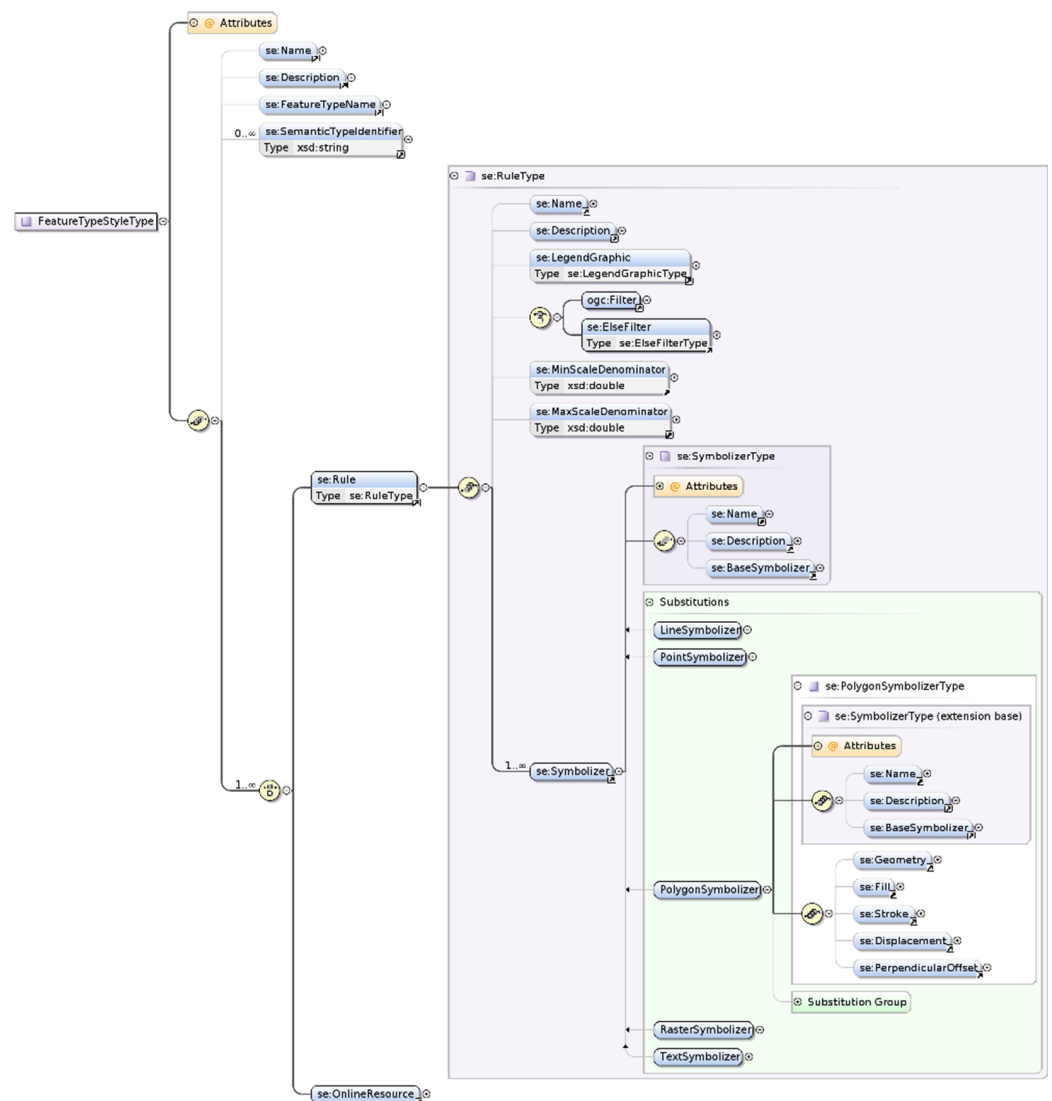 @ Attributes
se:Name
se:Description
se:FeatureTypeName
0..∞
se:SemanticTypeIdentifier
Type xsd:string
FeatureTypeStyleType
se:RuleType
se:Name
se:Description
se:LegendGraphic
Type se:LegendGraphicType
ogc:Filter
se:ElseFilter
Type se:ElseFilterType
se:MinScaleDenominator
Type xsd:double
se:MaxScaleDenominator
Type xsd:double
se:Rule
Type se:RuleType
se:SymbolizerType
@ Attributes
se:Name
se:Description
se:BaseSymbolizer
Substitutions
LineSymbolizer
PointSymbolizer
se:PolygonSymbolizerType
se:SymbolizerType (extension base)
@ Attributes
se:Name
se:Description
se:BaseSymbolizer
1..∞
se:Symbolizer
1..∞
se:Geometry
se:Fill
se:Stroke
se:Displacement
se:PerpendicularOffset
PolygonSymbolizer
Substitution Group
RasterSymbolizer
TextSymbolizer
se:OnlineResource